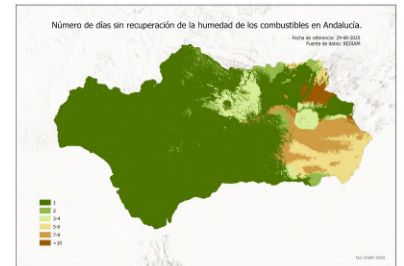 Número de días sin recuperación de la humedad de los combustibles en Andalucía.
Fecha de referencia: 29-08-2025
Fuente de datos: REDIAM
1
2
3-4
5-6
7-9
>10